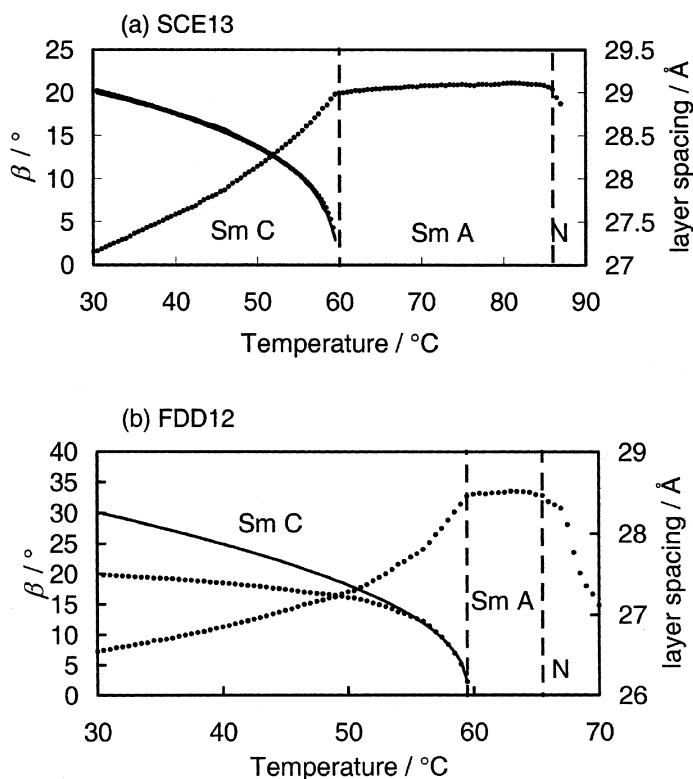 (a) SCE13
25
20
15
10
5
0
β / °
29.5
29
28.5
28
27.5
27
layer spacing / Å
Sm C
Sm A
N
30 40 50 60 70 80 90
Temperature / °C
(b) FDD12
40
35
30
25
20
15
10
5
0
β / °
29
28
27
26
layer spacing / Å
Sm C
Sm A
N
30 40 50 60 70
Temperature / °C